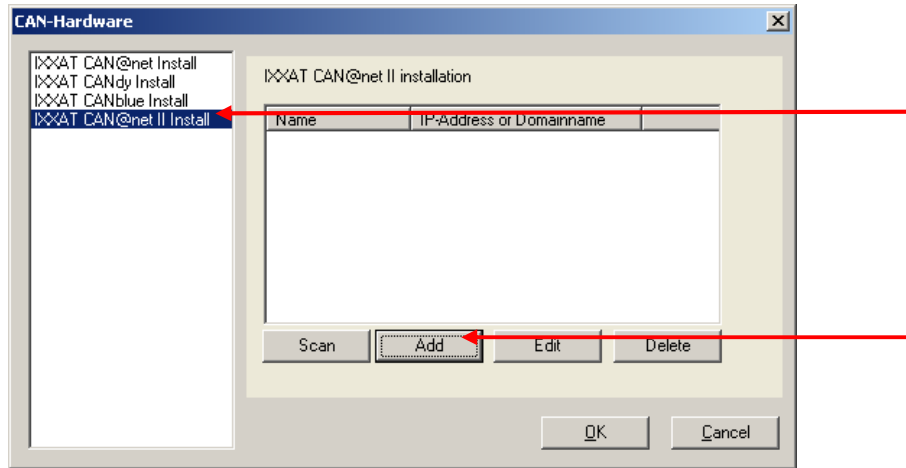 CAN-Hardware
IXXAT CAN@net Install
IXXAT CANdy Install
IXXAT CANblue Install
IXXAT CAN@net II Install
IXXAT CAN@net II installation
Name IP-Address or Domainname
Scan Add Edit Delete
OK Cancel